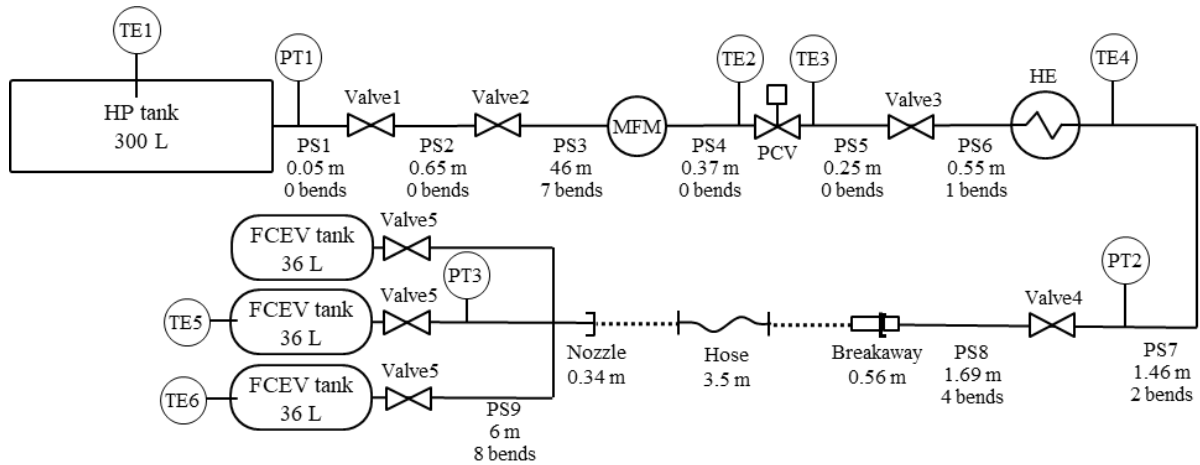 TE1
HP tank
300 L
PT1
Valve1
Valve2
MFM
TE2
TE3
PCV
Valve3
HE
TE4
PS1
0.05 m
0 bends
PS2
0.65 m
0 bends
PS3
46 m
7 bends
PS4
0.37 m
0 bends
PS5
0.25 m
0 bends
PS6
0.55 m
1 bends
FCEV tank
36 L
Valve5
TE5
FCEV tank
36 L
Valve5
PT3
TE6
FCEV tank
36 L
Valve5
PS9
6 m
8 bends
Nozzle
0.34 m
Hose
3.5 m
Breakaway
0.56 m
PS8
1.69 m
4 bends
Valve4
PT2
PS7
1.46 m
2 bends